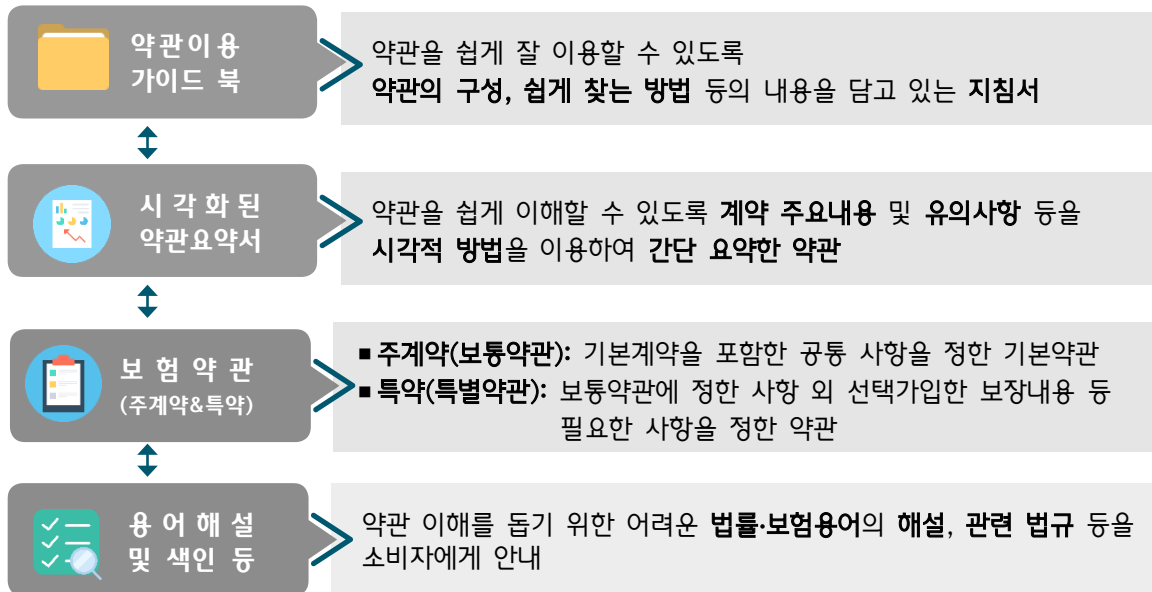 약관이용
가이드 북
약관을 쉽게 잘 이용할 수 있도록
약관의 구성, 쉽게 찾는 방법 등의 내용을 담고 있는 지침서
시 각 화 된
약관요약서
약관을 쉽게 이해할 수 있도록 계약 주요내용 및 유의사항 등을
시각적 방법을 이용하여 간단 요약한 약관
보 험 약 관
(주계약&특약)
▪ 주계약(보통약관): 기본계약을 포함한 공통 사항을 정한 기본약관
▪ 특약(특별약관): 보통약관에 정한 사항 외 선택가입한 보장내용 등
필요한 사항을 정한 약관
용 어 해 설
및 색인 등
약관 이해를 돕기 위한 어려운 법률·보험용어의 해설, 관련 법규 등을
소비자에게 안내